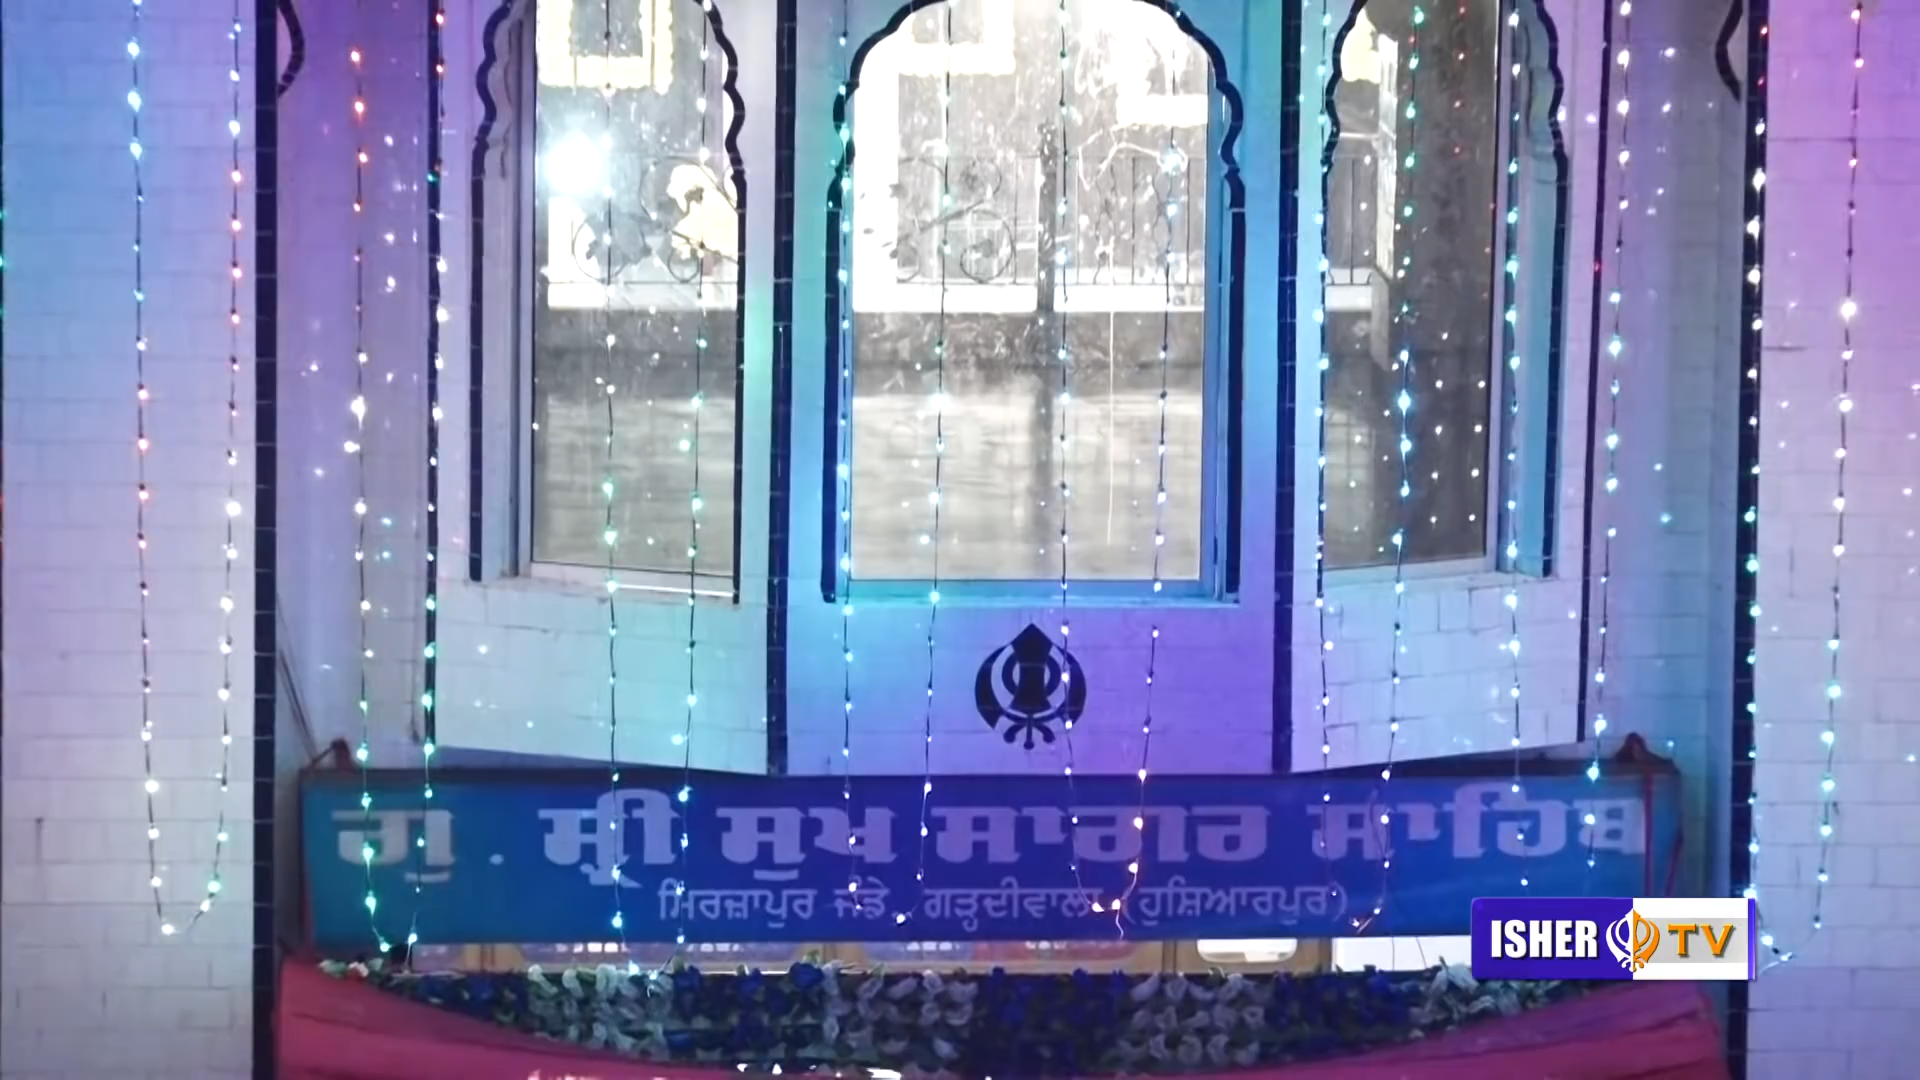 ਗੁ . ਸ਼੍ਰੀ ਸੁਖ ਸਾਗਰ ਸਾਹਿਬ
ਮਿਰਜ਼ਾਪੁਰ ਜੰਡੇ, ਗੜ੍ਹਦੀਵਾਲਾ (ਹੁਸ਼ਿਆਰਪੁਰ)
ISHER TV